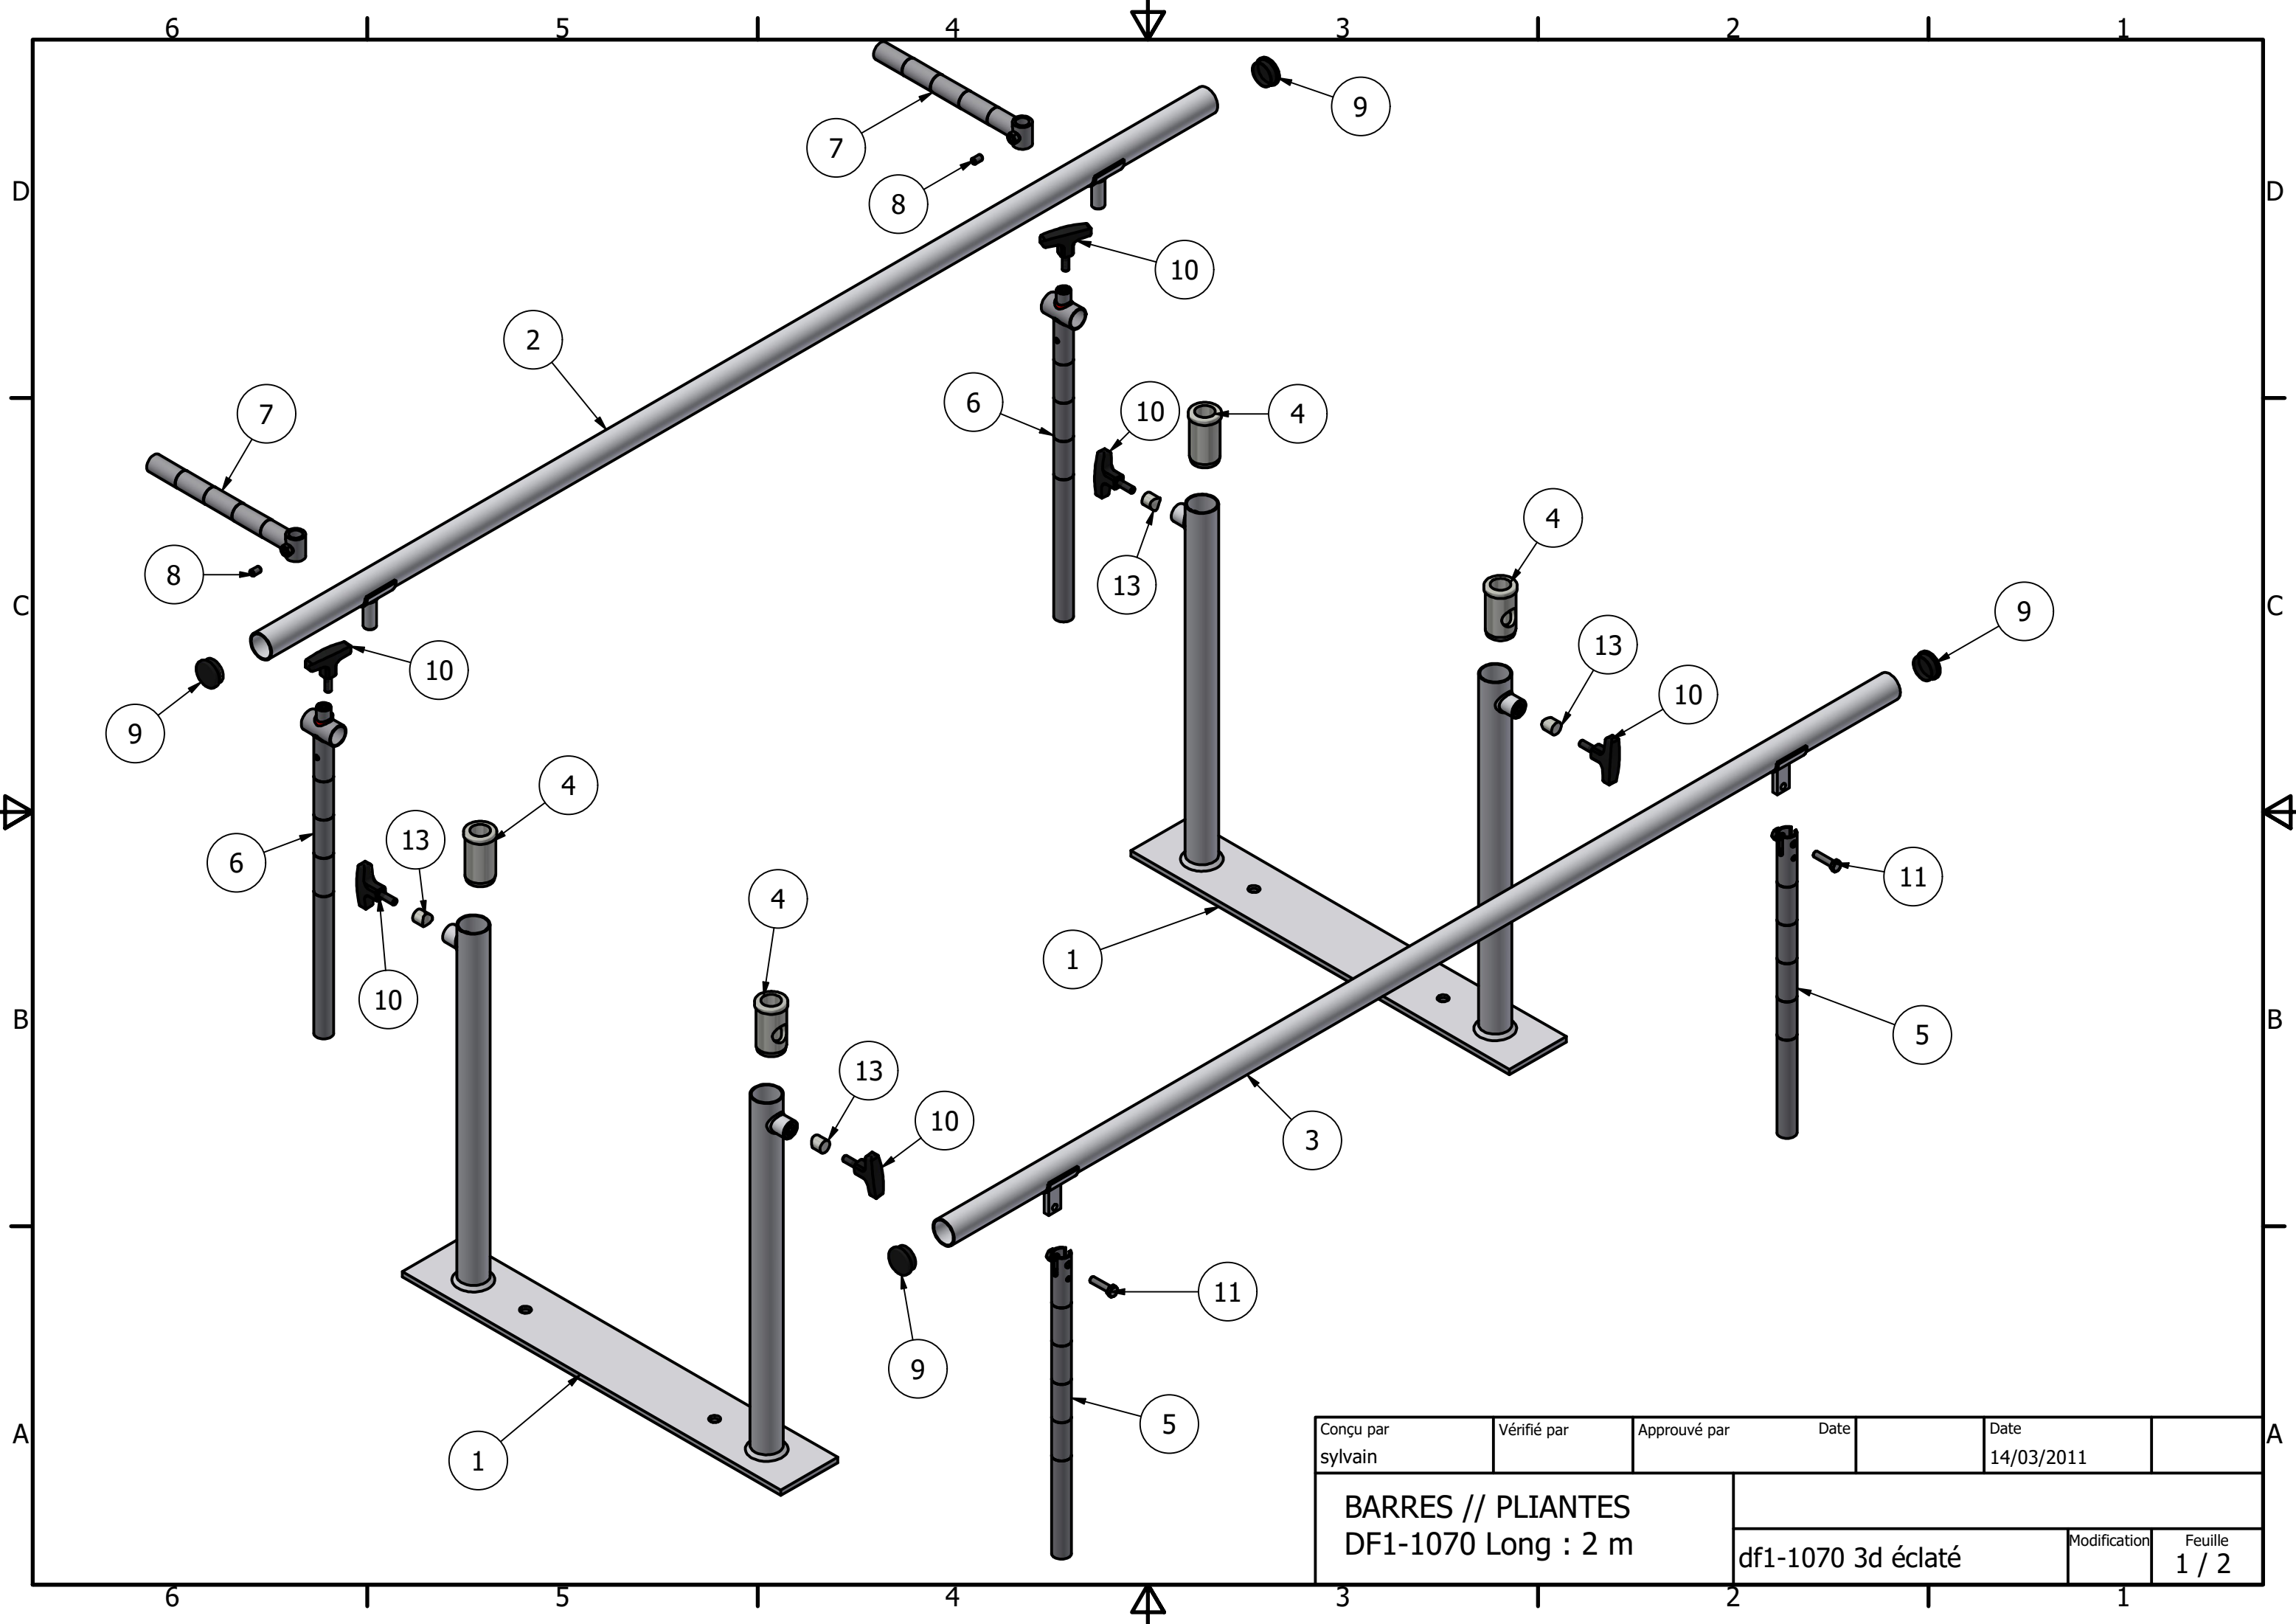 6 5 4 3 2 1
9
7
D D
8
10
2
6 10 4
7
4
8 13
C C
9
13
10 10
9
4
13
6 11
4
1
10
B B
5
13
10
3
11
9
5
A A
1
Conçu par Vérifié par Approuvé par Date Date
sylvain 14/03/2011
BARRES // PLIANTES
DF1-1070 Long : 2 m
Modification Feuille
df1-1070 3d éclaté 1 / 2
6 5 4 3 2 1